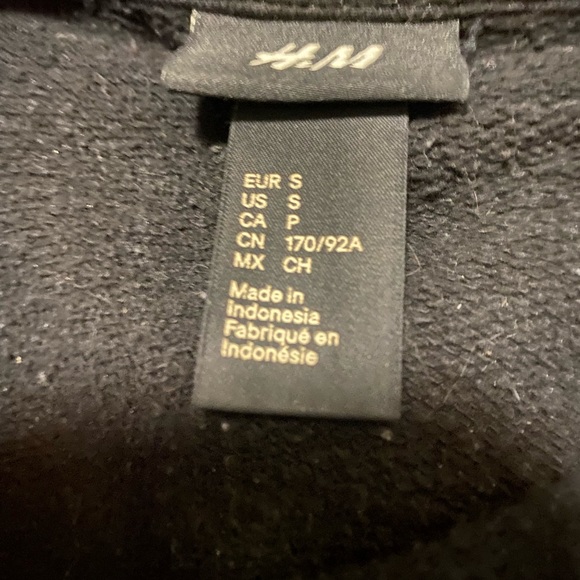 H&M
EUR S
US S
CA P
CN 170/92A
MX CH
Made in
Indonesia
Fabriqué en
Indonésie